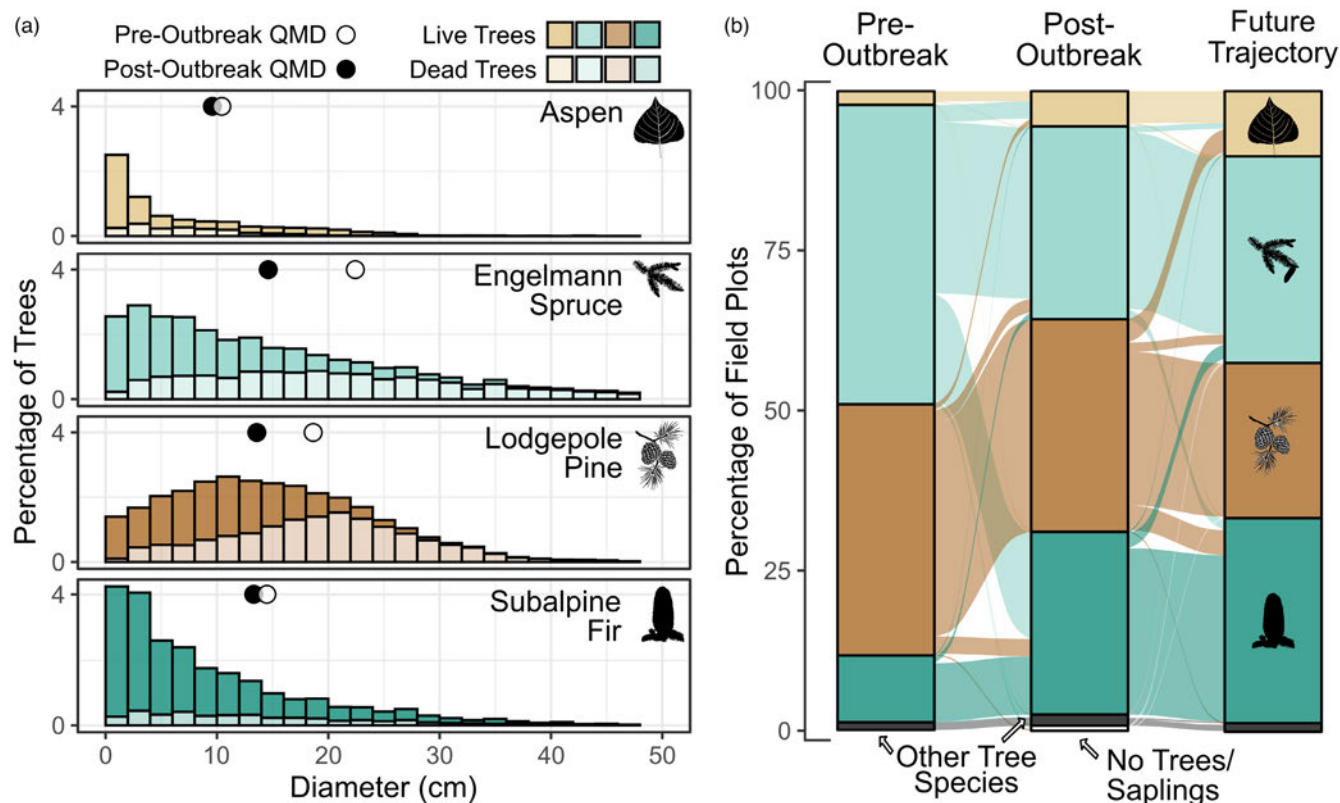 (a)
Pre-Outbreak QMD
Post-Outbreak QMD
Live Trees
Dead Trees
Percentage of Trees
4
0
Aspen
4
0
Engelmann
Spruce
4
0
Lodgepole
Pine
4
0
Subalpine
Fir
0 10 20 30 40 50
Diameter (cm)
(b)
Pre-
Outbreak
Post-
Outbreak
Future
Trajectory
Percentage of Field Plots
100
75
50
25
0
Other Tree
Species
No Trees/
Saplings